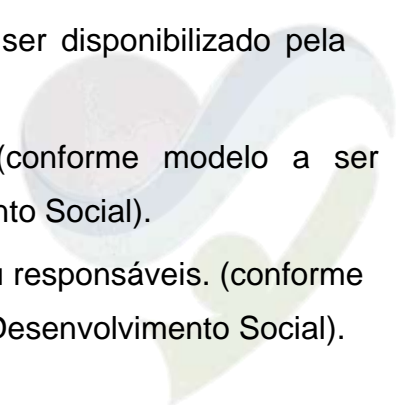 ser disponibilizado pela
(conforme modelo a ser
nto Social).
responsáveis. (conforme
Desenvolvimento Social).